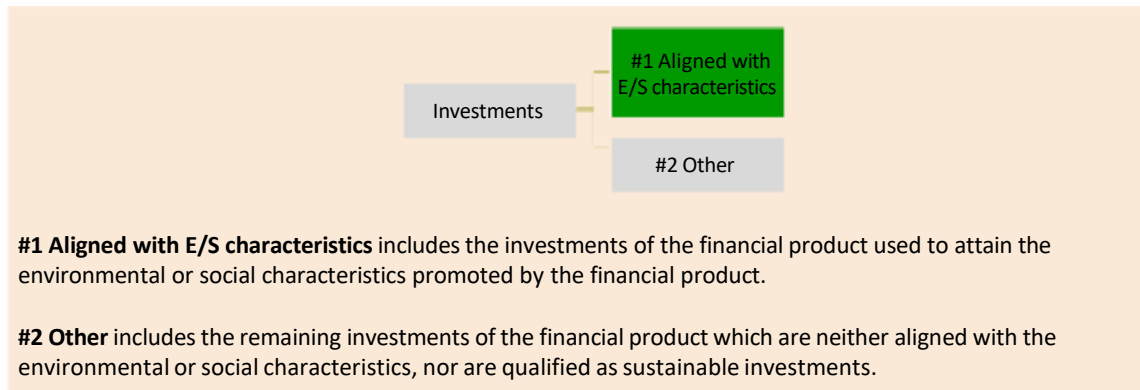 #1 Aligned with
E/S characteristics
Investments
#2 Other
#1 Aligned with E/S characteristics includes the investments of the financial product used to attain the
environmental or social characteristics promoted by the financial product.
#2 Other includes the remaining investments of the financial product which are neither aligned with the
environmental or social characteristics, nor are qualified as sustainable investments.